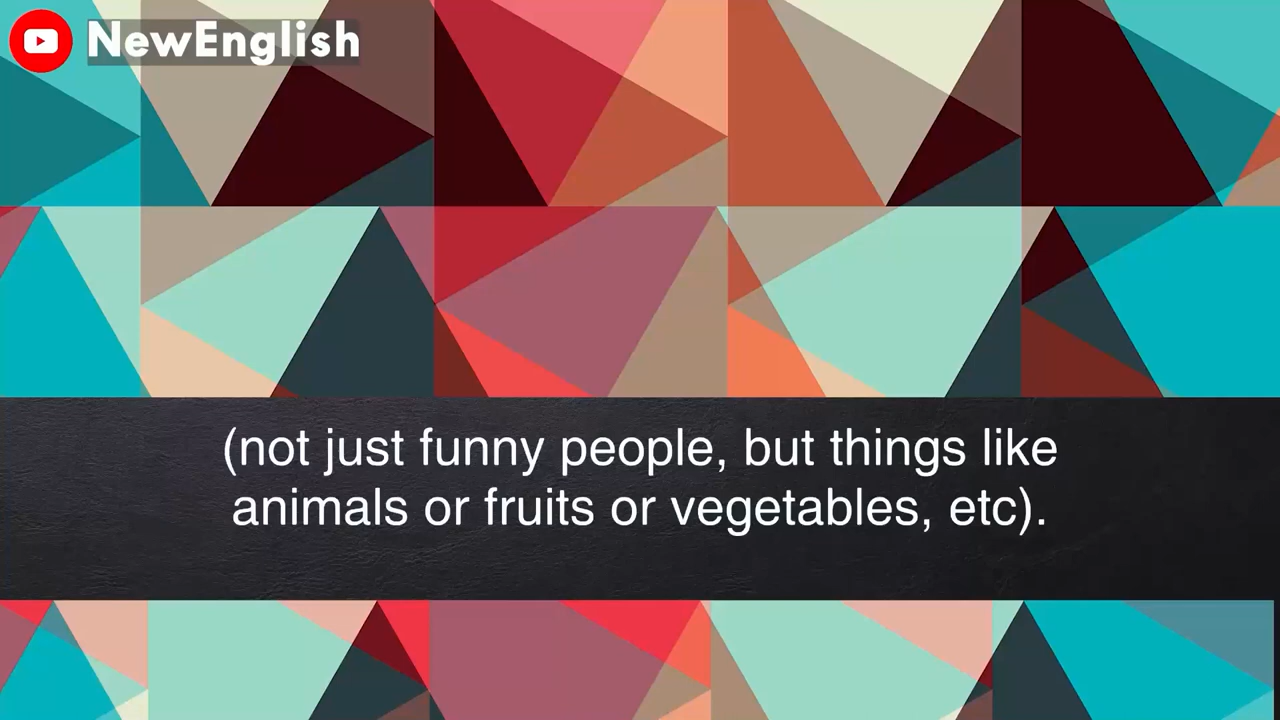 NewEnglish
(not just funny people, but things like
animals or fruits or vegetables, etc).